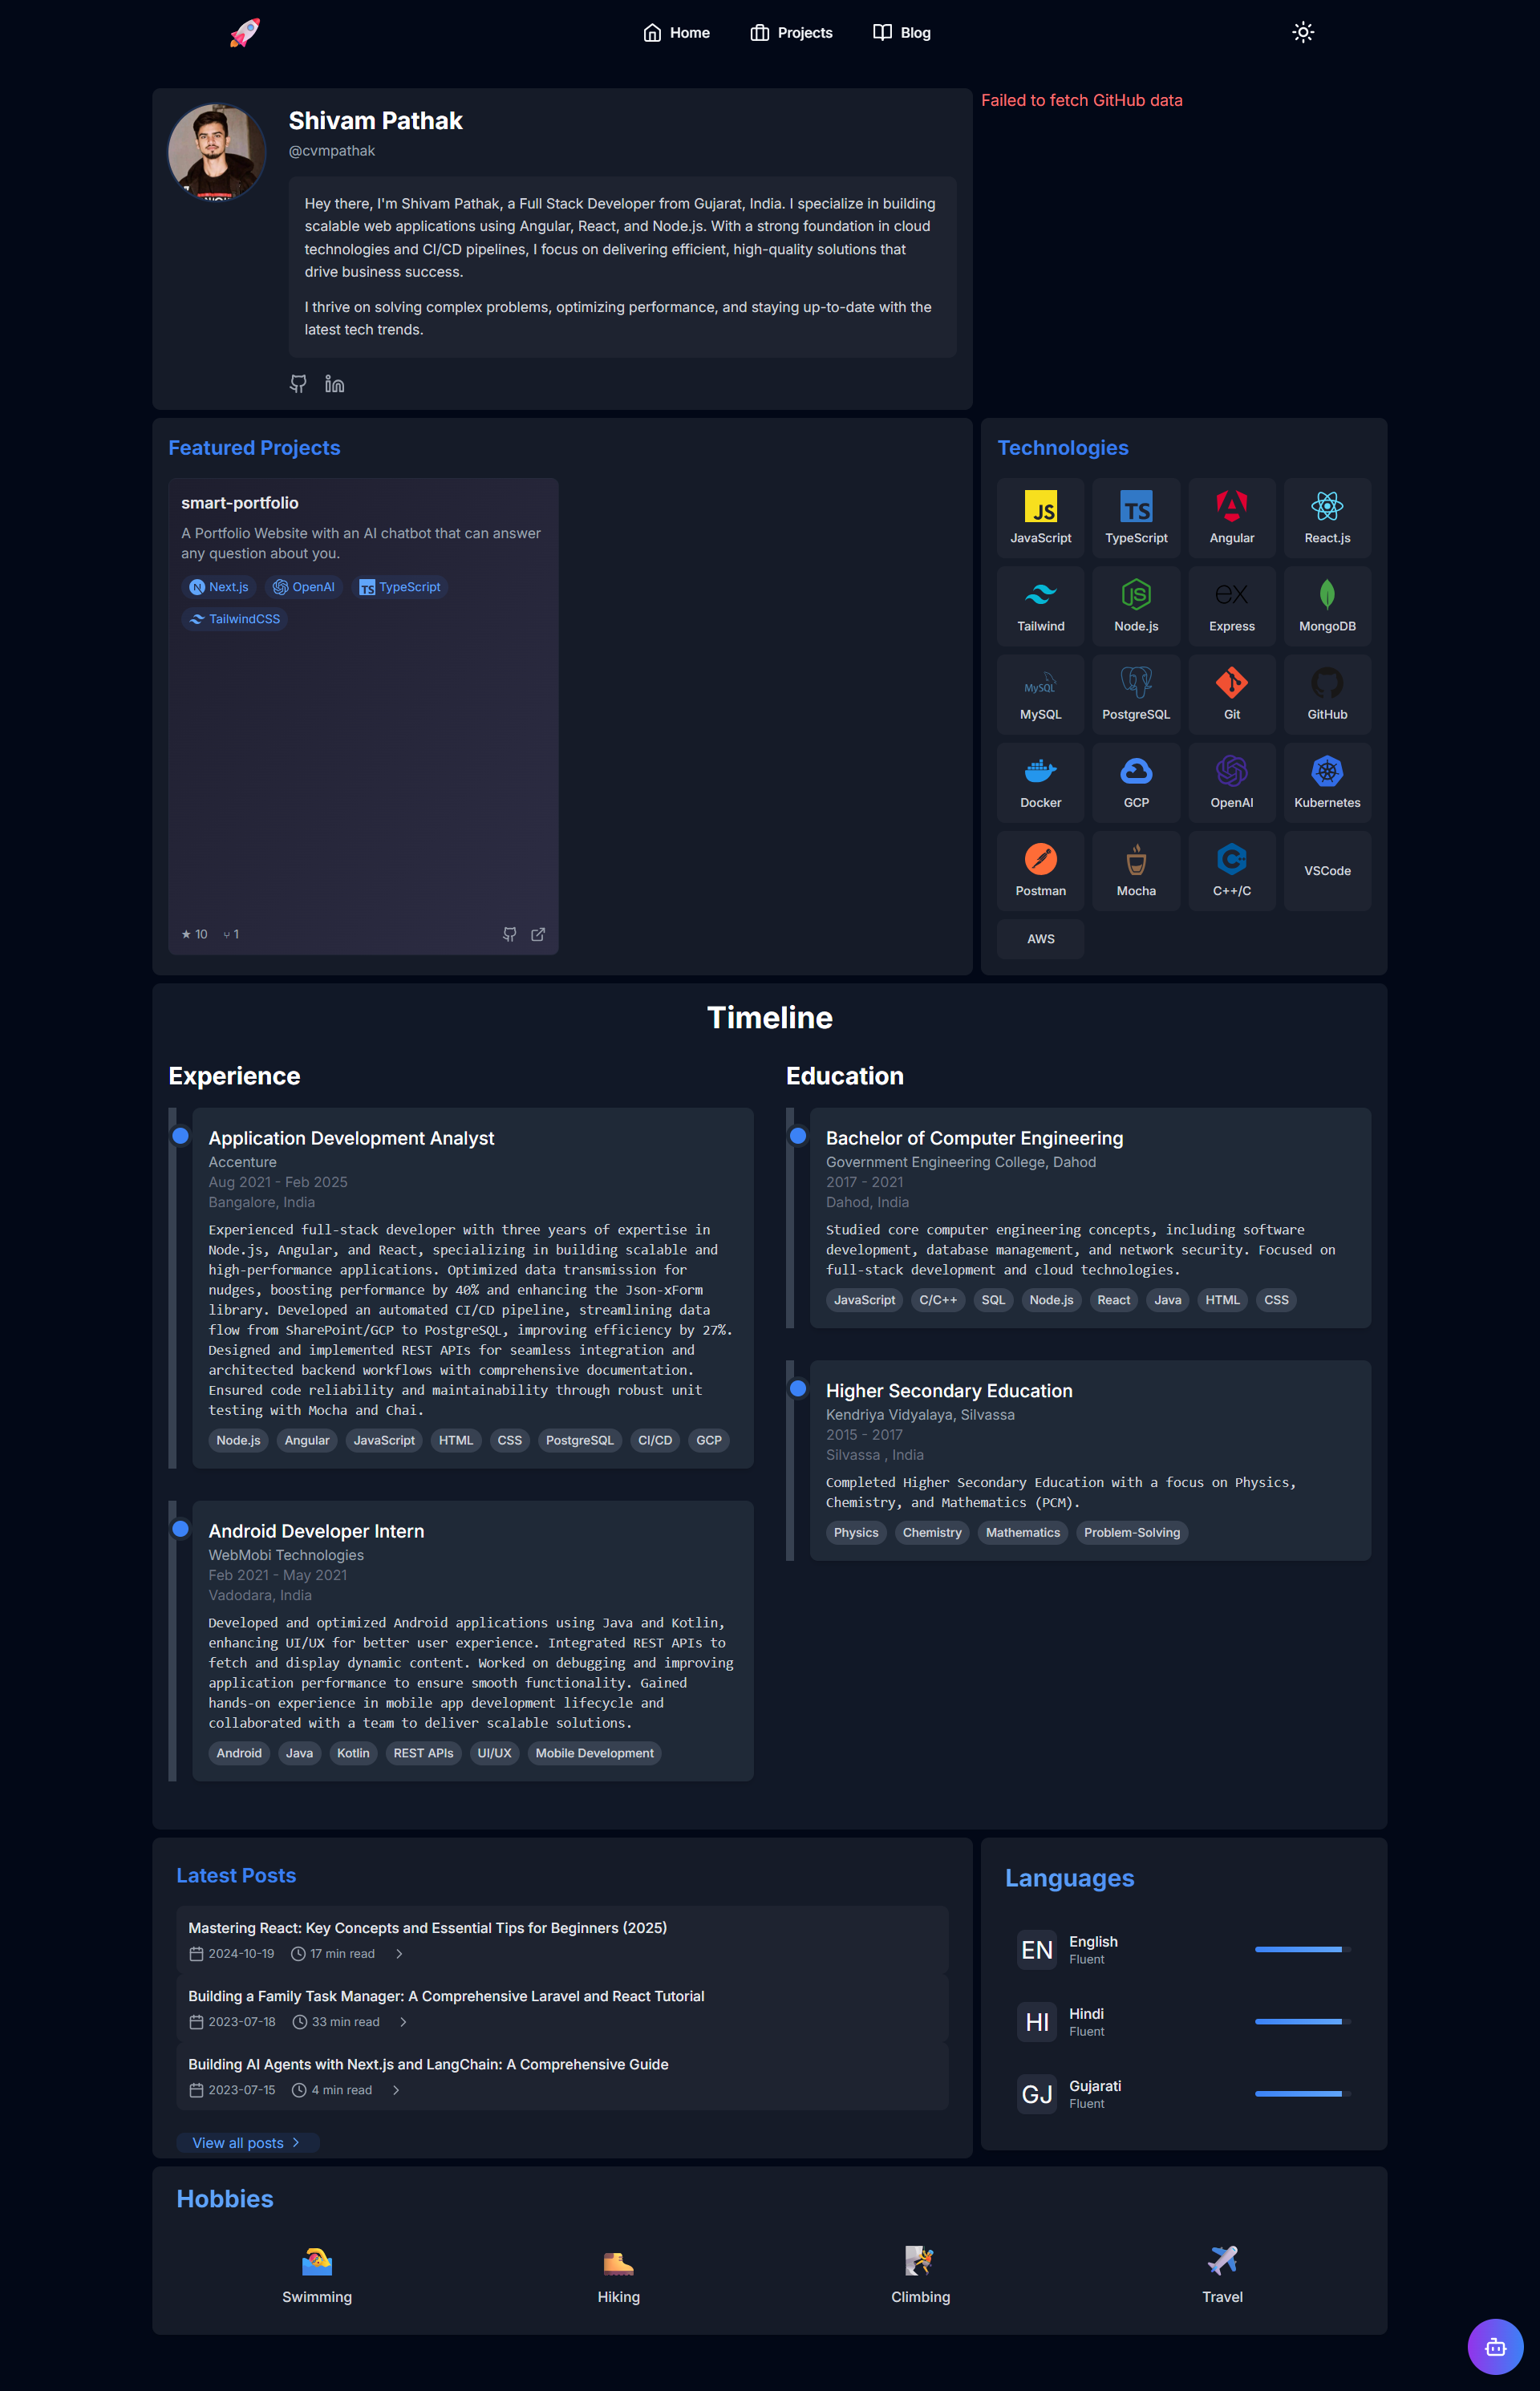 Home
Projects
Blog
Shivam Pathak
@cvmpathak
Hey there, I'm Shivam Pathak, a Full Stack Developer from Gujarat, India. I specialize in building
scalable web applications using Angular, React, and Node.js. With a strong foundation in cloud
technologies and CI/CD pipelines, I focus on delivering efficient, high-quality solutions that
drive business success.
I thrive on solving complex problems, optimizing performance, and staying up-to-date with the
latest tech trends.
Failed to fetch GitHub data
Featured Projects
smart-portfolio
A Portfolio Website with an AI chatbot that can answer
any question about you.
Next.js
OpenAI
TS TypeScript
TailwindCSS
★ 10
1
Technologies
JS
JavaScript
TS
TypeScript
Angular
React.js
Tailwind
JS
Node.js
ex
Express
MongoDB
MySQL
MySQL
PostgreSQL
Git
GitHub
Docker
GCP
OpenAI
Kubernetes
Postman
Mocha
C++/C
VSCode
AWS
Timeline
Experience
Application Development Analyst
Accenture
Aug 2021 - Feb 2025
Bangalore, India
Experienced full-stack developer with three years of expertise in
Node.js, Angular, and React, specializing in building scalable and
high-performance applications. Optimized data transmission for
nudges, boosting performance by 40% and enhancing the Json-xForm
library. Developed an automated CI/CD pipeline, streamlining data
flow from SharePoint/GCP to PostgreSQL, improving efficiency by 27%.
Designed and implemented REST APIs for seamless integration and
architected backend workflows with comprehensive documentation.
Ensured code reliability and maintainability through robust unit
testing with Mocha and Chai.
Node.js
Angular
JavaScript
HTML
CSS
PostgreSQL
CI/CD
GCP
Android Developer Intern
WebMobi Technologies
Feb 2021 - May 2021
Vadodara, India
Developed and optimized Android applications using Java and Kotlin,
enhancing UI/UX for better user experience. Integrated REST APIs to
fetch and display dynamic content. Worked on debugging and improving
application performance to ensure smooth functionality. Gained
hands-on experience in mobile app development lifecycle and
collaborated with a team to deliver scalable solutions.
Android
Java
Kotlin
REST APIs
UI/UX
Mobile Development
Education
Bachelor of Computer Engineering
Government Engineering College, Dahod
2017 - 2021
Dahod, India
Studied core computer engineering concepts, including software
development, database management, and network security. Focused on
full-stack development and cloud technologies.
JavaScript
C/C++
SQL
Node.js
React
Java
HTML
CSS
Higher Secondary Education
Kendriya Vidyalaya, Silvassa
2015 - 2017
Silvassa , India
Completed Higher Secondary Education with a focus on Physics,
Chemistry, and Mathematics (PCM).
Physics
Chemistry
Mathematics
Problem-Solving
Latest Posts
Mastering React: Key Concepts and Essential Tips for Beginners (2025)
2024-10-19
17 min read
Building a Family Task Manager: A Comprehensive Laravel and React Tutorial
2023-07-18
33 min read
Building AI Agents with Next.js and LangChain: A Comprehensive Guide
2023-07-15
4 min read
View all posts
Languages
EN
English
Fluent
HI
Hindi
Fluent
GJ
Gujarati
Fluent
Hobbies
Swimming
Hiking
Climbing
Travel